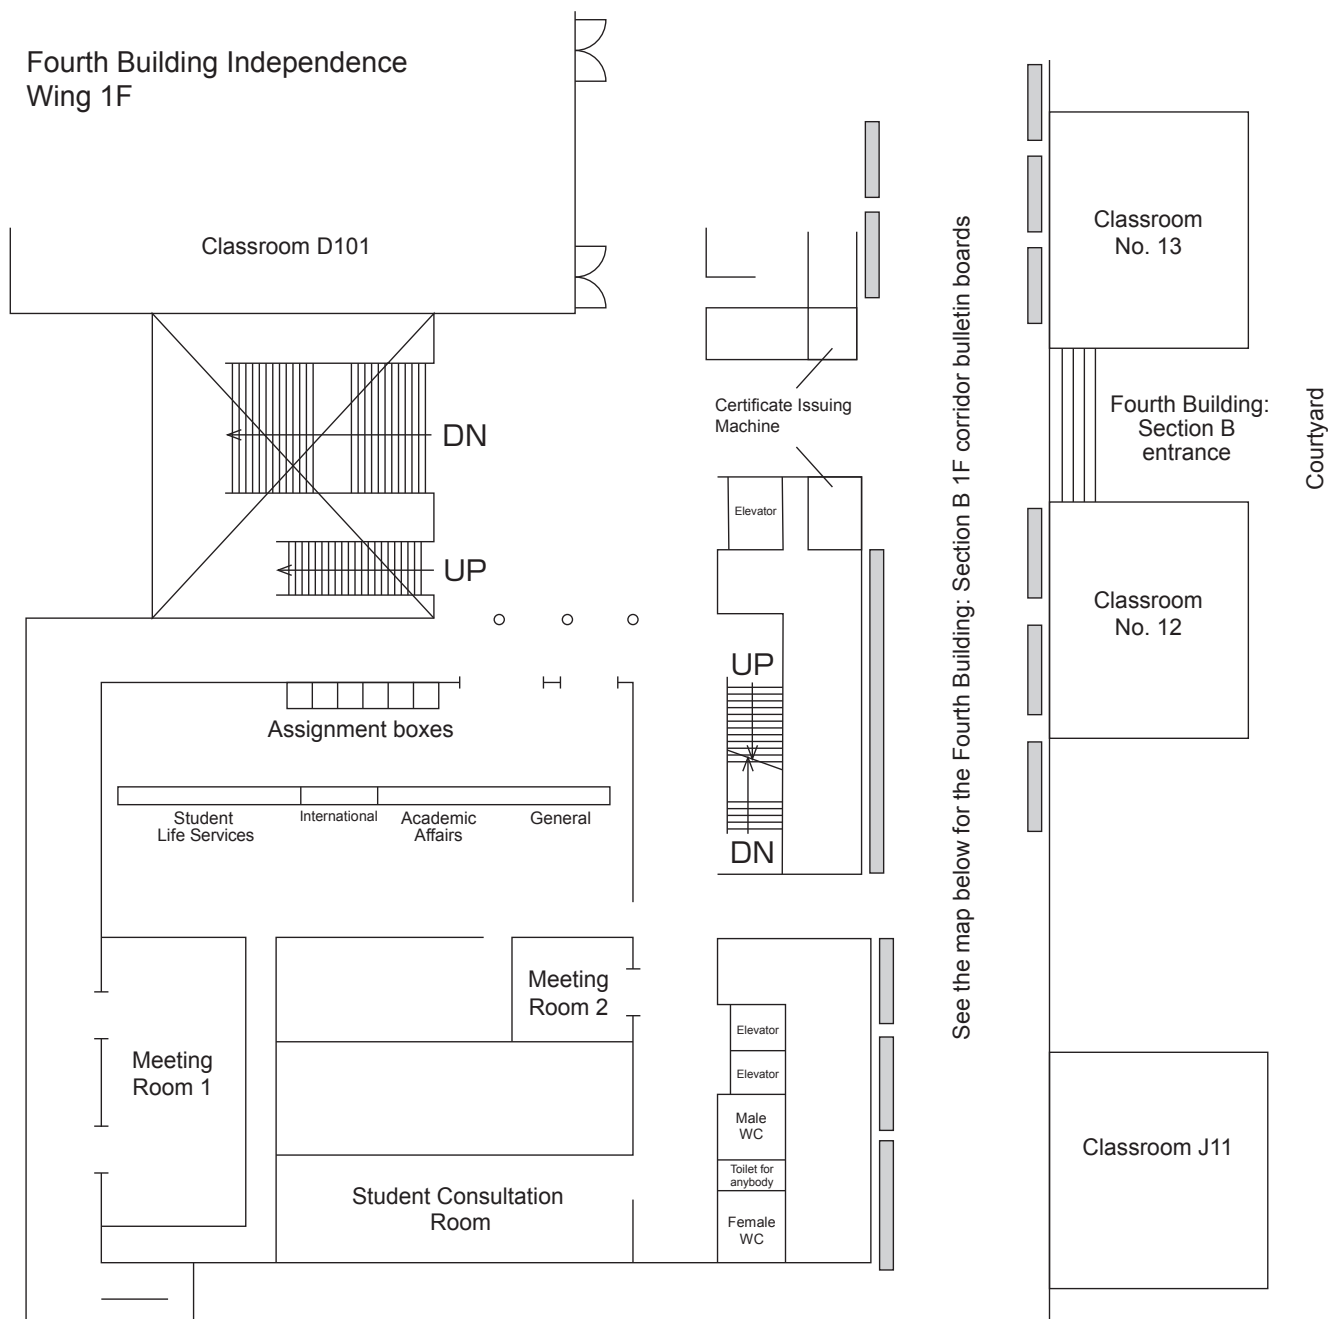 Fourth Building Independence
Wing 1F
Classroom D101
DN
UP
Assignment boxes
Student
Life Services
International
Academic
Affairs
General
Meeting
Room 1
Meeting
Room 2
Student Consultation
Room
Certificate Issuing
Machine
Elevator
UP
DN
Elevator
Elevator
Male
WC
Toilet for
anybody
Female
WC
See the map below for the Fourth Building: Section B 1F corridor bulletin boards
Classroom
No. 13
Fourth Building:
Section B
entrance
Courtyard
Classroom
No. 12
Classroom J11